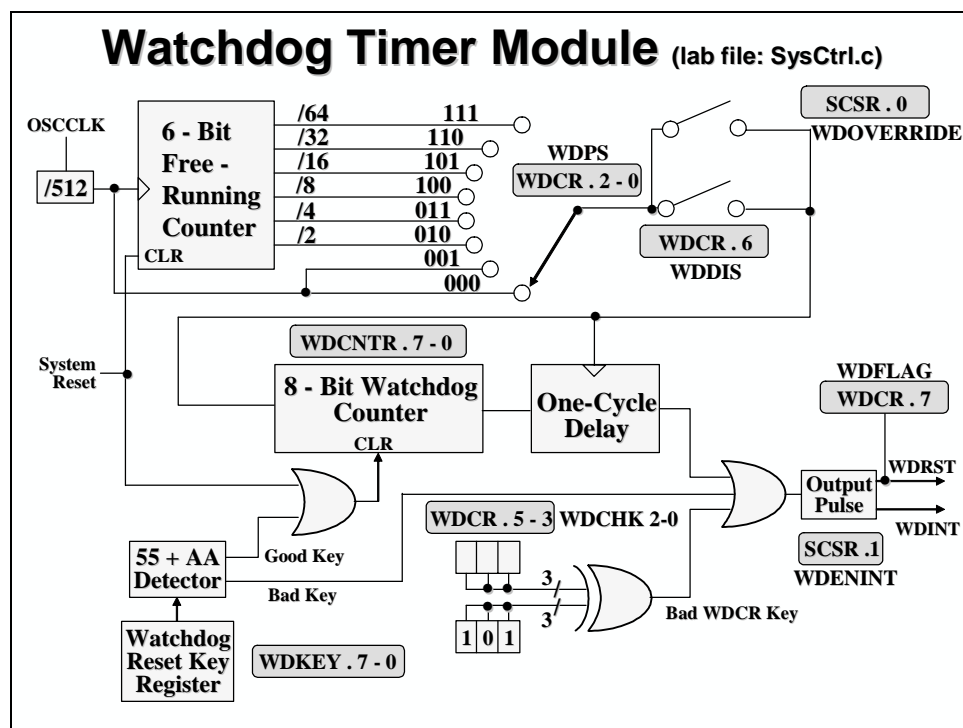 Watchdog Timer Module (lab file: SysCtrl.c)
OSCCLK
/512
6 - Bit
Free -
Running
Counter
CLR
/64 111
/32 110
/16 101
/8 100
/4 011
/2 010
001
000
WDPS
WDCR . 2 - 0
SCSR . 0
WDOVERRIDE
WDCR . 6
WDDIS
System
Reset
WDCNTR . 7 - 0
8 - Bit Watchdog
Counter
CLR
One-Cycle
Delay
WDFLAG
WDCR . 7
Output
Pulse
WDRST
WDINT
SCSR .1
WDENINT
WDCR . 5 - 3 WDCHK 2-0
3
3
1 0 1
Bad WDCR Key
55 + AA
Detector
Good Key
Bad Key
Watchdog
Reset Key
Register
WDKEY . 7 - 0